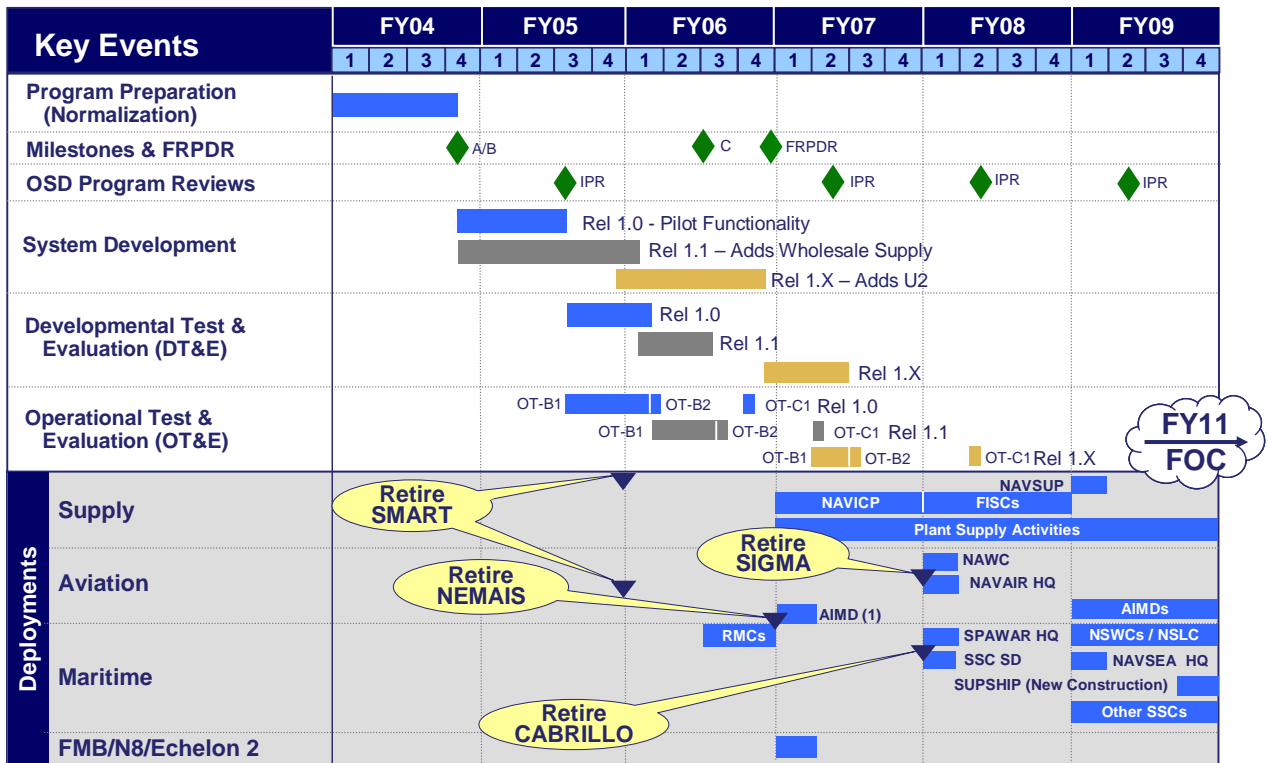 Key Events
FY04 FY05 FY06 FY07 FY08 FY09
1 2 3 4 1 2 3 4 1 2 3 4 1 2 3 4 1 2 3 4 1 2 3 4
Program Preparation
(Normalization)
Milestones & FRPDR
A/B C FRPDR
OSD Program Reviews
IPR IPR IPR IPR
System Development
Rel 1.0 - Pilot Functionality
Rel 1.1 – Adds Wholesale Supply
Rel 1.X – Adds U2
Developmental Test &
Evaluation (DT&E)
Rel 1.0
Rel 1.1
Rel 1.X
Operational Test &
Evaluation (OT&E)
OT-B1 OT-B2 OT-C1 Rel 1.0
OT-B1 OT-B2 OT-C1 Rel 1.1
OT-B1 OT-B2 OT-C1 Rel 1.X
FY11
FOC
Deployments
Supply
Retire
SMART
NAVSUP
NAVICP FISCs
Plant Supply Activities
Aviation
Retire
SIGMA
Retire
NEMAIS
NAWC
NAVAIR HQ
AIMD (1) AIMDs
Maritime
RMCs SPAWAR HQ NSWCs / NSLC
SSC SD NAVSEA HQ
SUPSHIP (New Construction)
Retire
CABRILLO
Other SSCs
FMB/N8/Echelon 2